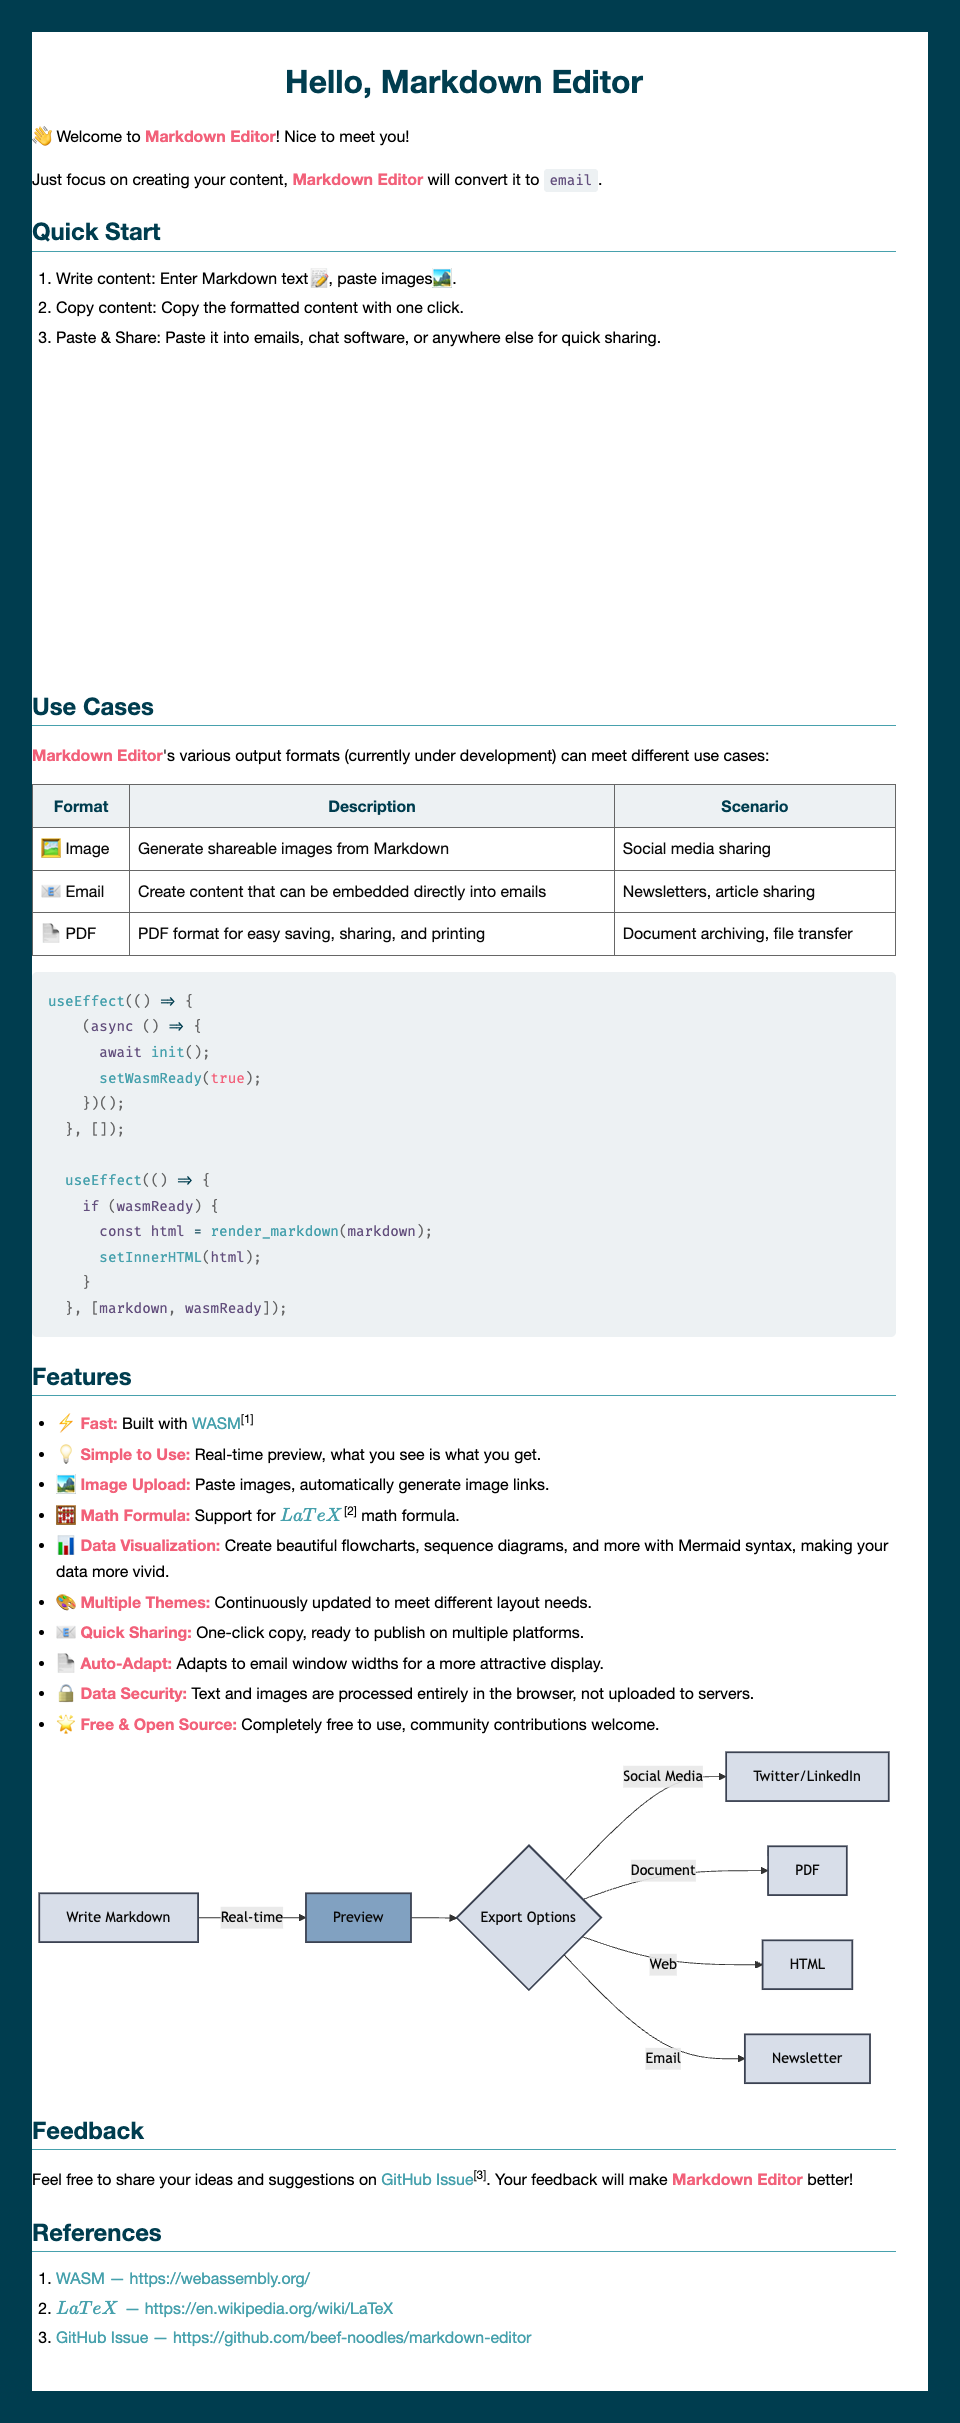 Hello, Markdown Editor
👋 Welcome to Markdown Editor! Nice to meet you!
Just focus on creating your content, Markdown Editor will convert it to email.
Quick Start
1. Write content: Enter Markdown text📝, paste images🏞️.
2. Copy content: Copy the formatted content with one click.
3. Paste & Share: Paste it into emails, chat software, or anywhere else for quick sharing.
Use Cases
Markdown Editor's various output formats (currently under development) can meet different use cases:
Format Description Scenario
🖼️ Image Generate shareable images from Markdown Social media sharing
📧 Email Create content that can be embedded directly into emails Newsletters, article sharing
📄 PDF PDF format for easy saving, sharing, and printing Document archiving, file transfer
useEffect(() => {
    (async () => {
      await init();
      setWasmReady(true);
    })();
  }, []);
  useEffect(() => {
    if (wasmReady) {
      const html = render_markdown(markdown);
      setInnerHTML(html);
    }
  }, [markdown, wasmReady]);
Features
• ⚡ Fast: Built with WASM[1]
• 💡 Simple to Use: Real-time preview, what you see is what you get.
• 🏞️ Image Upload: Paste images, automatically generate image links.
• 🧮 Math Formula: Support for LaTeX[2] math formula.
• 📊 Data Visualization: Create beautiful flowcharts, sequence diagrams, and more with Mermaid syntax, making your
data more vivid.
• 🎨 Multiple Themes: Continuously updated to meet different layout needs.
• 📧 Quick Sharing: One-click copy, ready to publish on multiple platforms.
• 📄 Auto-Adapt: Adapts to email window widths for a more attractive display.
• 🔒 Data Security: Text and images are processed entirely in the browser, not uploaded to servers.
• 🌟 Free & Open Source: Completely free to use, community contributions welcome.
Social Media Twitter/LinkedIn
Document PDF
Write Markdown Real-time Preview Export Options
Web HTML
Email Newsletter
Feedback
Feel free to share your ideas and suggestions on GitHub Issue[3]. Your feedback will make Markdown Editor better!
References
1. WASM — https://webassembly.org/
2. LaTeX — https://en.wikipedia.org/wiki/LaTeX
3. GitHub Issue — https://github.com/beef-noodles/markdown-editor